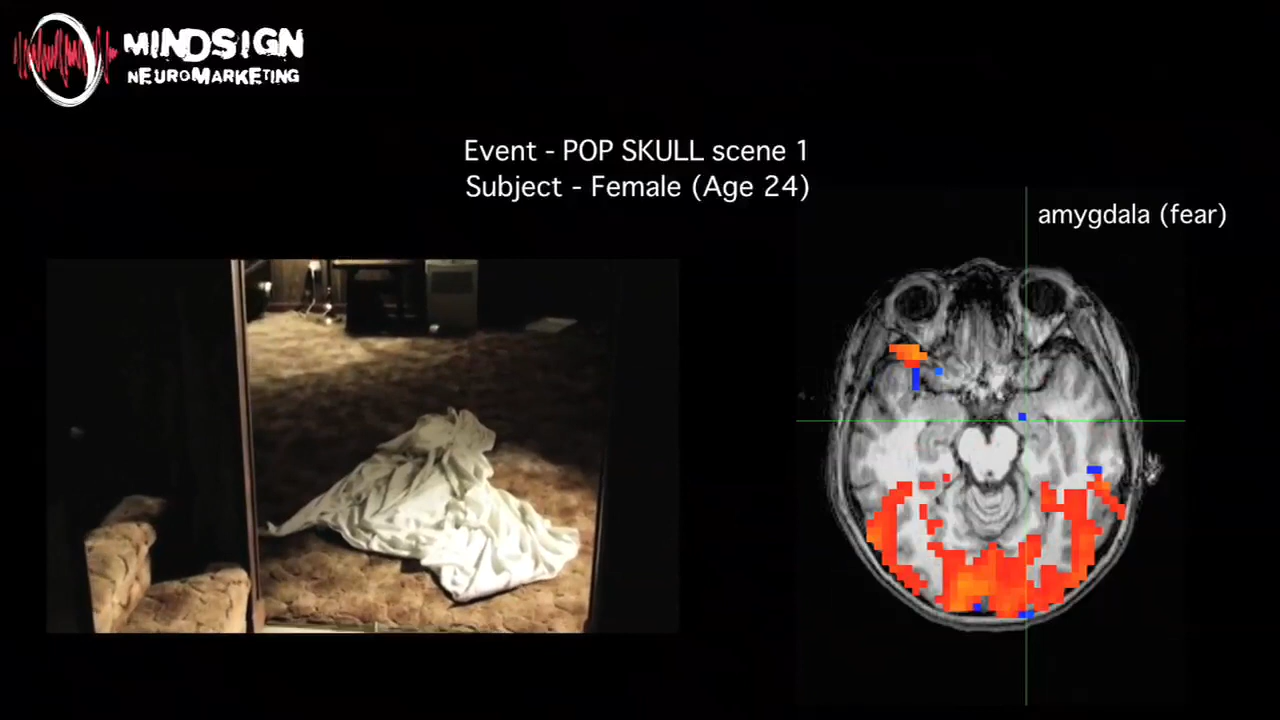 MINDSIGN
NEUROMARKETING
Event - POP SKULL scene 1
Subject - Female (Age 24)
amygdala (fear)